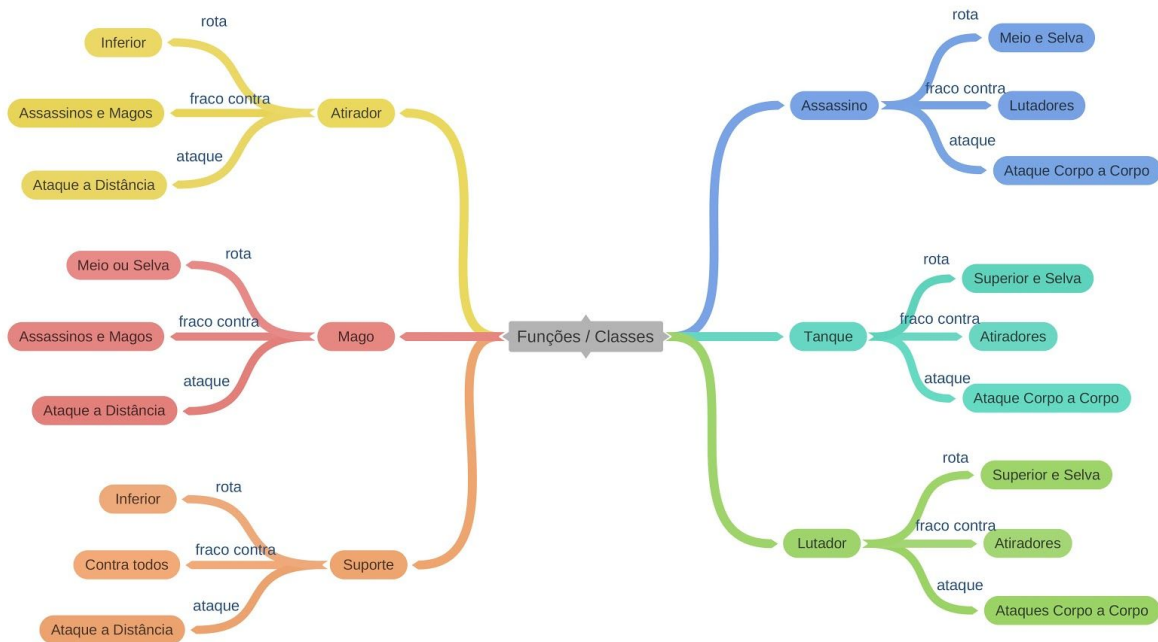 Funções / Classes
Atirador
rota
Inferior
fraco contra
Assassinos e Magos
ataque
Ataque a Distância
Mago
rota
Meio ou Selva
fraco contra
Assassinos e Magos
ataque
Ataque a Distância
Suporte
rota
Inferior
fraco contra
Contra todos
ataque
Ataque a Distância
Assassino
rota
Meio e Selva
fraco contra
Lutadores
ataque
Ataque Corpo a Corpo
Tanque
rota
Superior e Selva
fraco contra
Atiradores
ataque
Ataque Corpo a Corpo
Lutador
rota
Superior e Selva
fraco contra
Atiradores
ataque
Ataques Corpo a Corpo